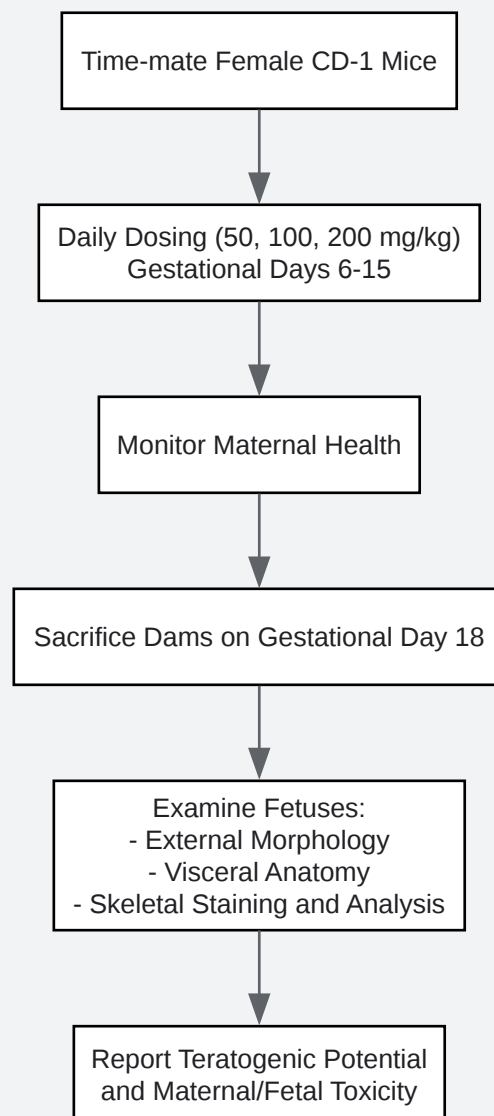 Time-mate Female CD-1 Mice
Daily Dosing (50, 100, 200 mg/kg)
Gestational Days 6-15
Monitor Maternal Health
Sacrifice Dams on Gestational Day 18
Examine Fetuses:
- External Morphology
- Visceral Anatomy
- Skeletal Staining and Analysis
Report Teratogenic Potential
and Maternal/Fetal Toxicity